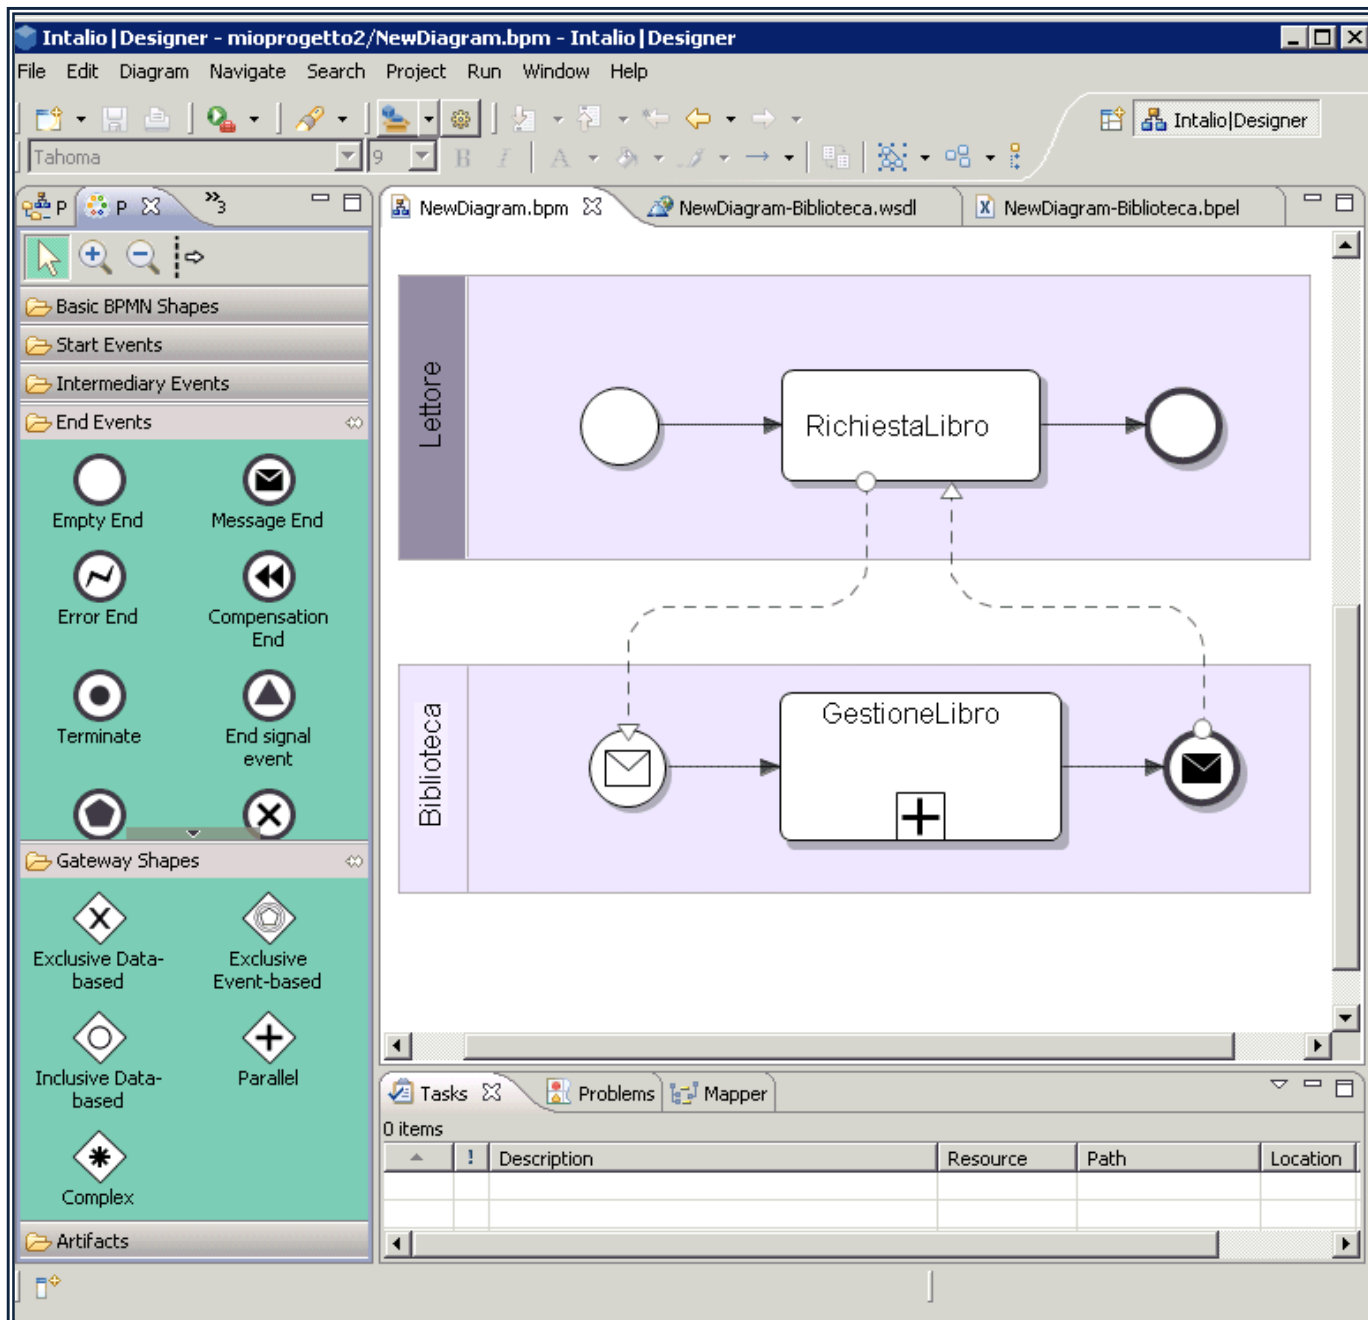 Intalio|Designer - mioprogetto2/NewDiagram.bpm - Intalio|Designer
File Edit Diagram Navigate Search Project Run Window Help
Intalio|Designer
Tahoma 9 B I A
P P »3
NewDiagram.bpm NewDiagram-Biblioteca.wsdl NewDiagram-Biblioteca.bpel
Basic BPMN Shapes
Start Events
Intermediary Events
End Events
Empty End Message End
Error End Compensation
End
Terminate End signal
event
Gateway Shapes
Exclusive Data- Exclusive
based Event-based
Inclusive Data- Parallel
based
Complex
Artifacts
Lettore
RichiestaLibro
Biblioteca
GestioneLibro
Tasks Problems Mapper
0 items
! Description Resource Path Location